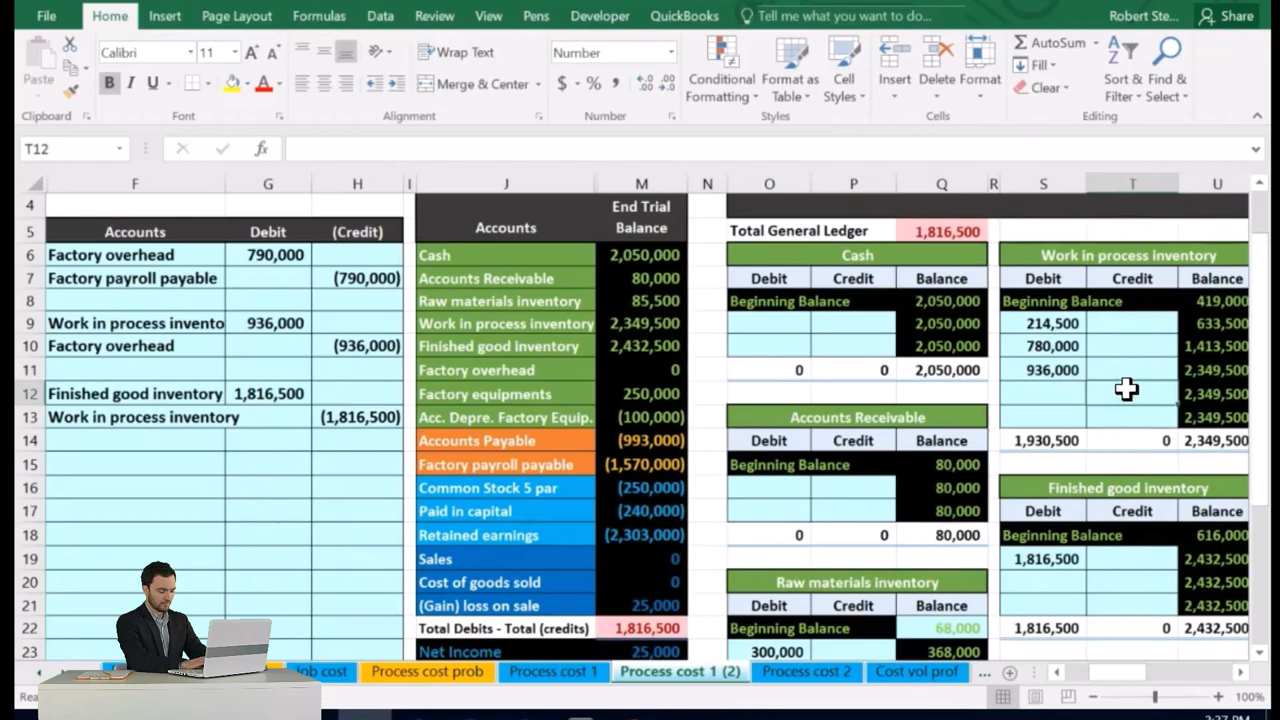 File Home Insert Page Layout Formulas Data Review View Pens Developer QuickBooks Tell me what you want to do... Robert Ste... Share
Paste Calibri 11 A A Wrap Text Number Conditional Formatting Format as Table Cell Styles Insert Delete Format AutoSum Fill Clear Sort & Filter Find & Select
B I U A Merge & Center $ % ,
Clipboard Font Alignment Number Styles Cells Editing
T12 fx
F G H I J M N O P Q R S T U
4 End Trial
5 Accounts Debit (Credit) Accounts Balance Total General Ledger 1,816,500
6 Factory overhead 790,000 Cash 2,050,000 Cash Work in process inventory
7 Factory payroll payable (790,000) Accounts Receivable 80,000 Debit Credit Balance Debit Credit Balance
8 Raw materials inventory 85,500 Beginning Balance 2,050,000 Beginning Balance 419,000
9 Work in process invento 936,000 Work in process inventory 2,349,500 2,050,000 214,500 633,500
10 Factory overhead (936,000) Finished good inventory 2,432,500 2,050,000 780,000 1,413,500
11 Factory overhead 0 0 0 2,050,000 936,000 2,349,500
12 Finished good inventory 1,816,500 Factory equipments 250,000 2,349,500
13 Work in process inventory (1,816,500) Acc. Depre. Factory Equip. (100,000) Accounts Receivable 2,349,500
14 Accounts Payable (993,000) Debit Credit Balance 1,930,500 0 2,349,500
15 Factory payroll payable (1,570,000) Beginning Balance 80,000
16 Common Stock 5 par (250,000) 80,000 Finished good inventory
17 Paid in capital (240,000) 80,000 Debit Credit Balance
18 Retained earnings (2,303,000) 0 0 80,000 Beginning Balance 616,000
19 Sales 0 1,816,500 2,432,500
20 Cost of goods sold 0 Raw materials inventory 2,432,500
21 (Gain) loss on sale 25,000 Debit Credit Balance 2,432,500
22 Total Debits - Total (credits) 1,816,500 Beginning Balance 68,000 1,816,500 0 2,432,500
23 Net Income 25,000 300,000 368,000
Job cost Process cost prob Process cost 1 Process cost 1 (2) Process cost 2 Cost vol prof ...
100%